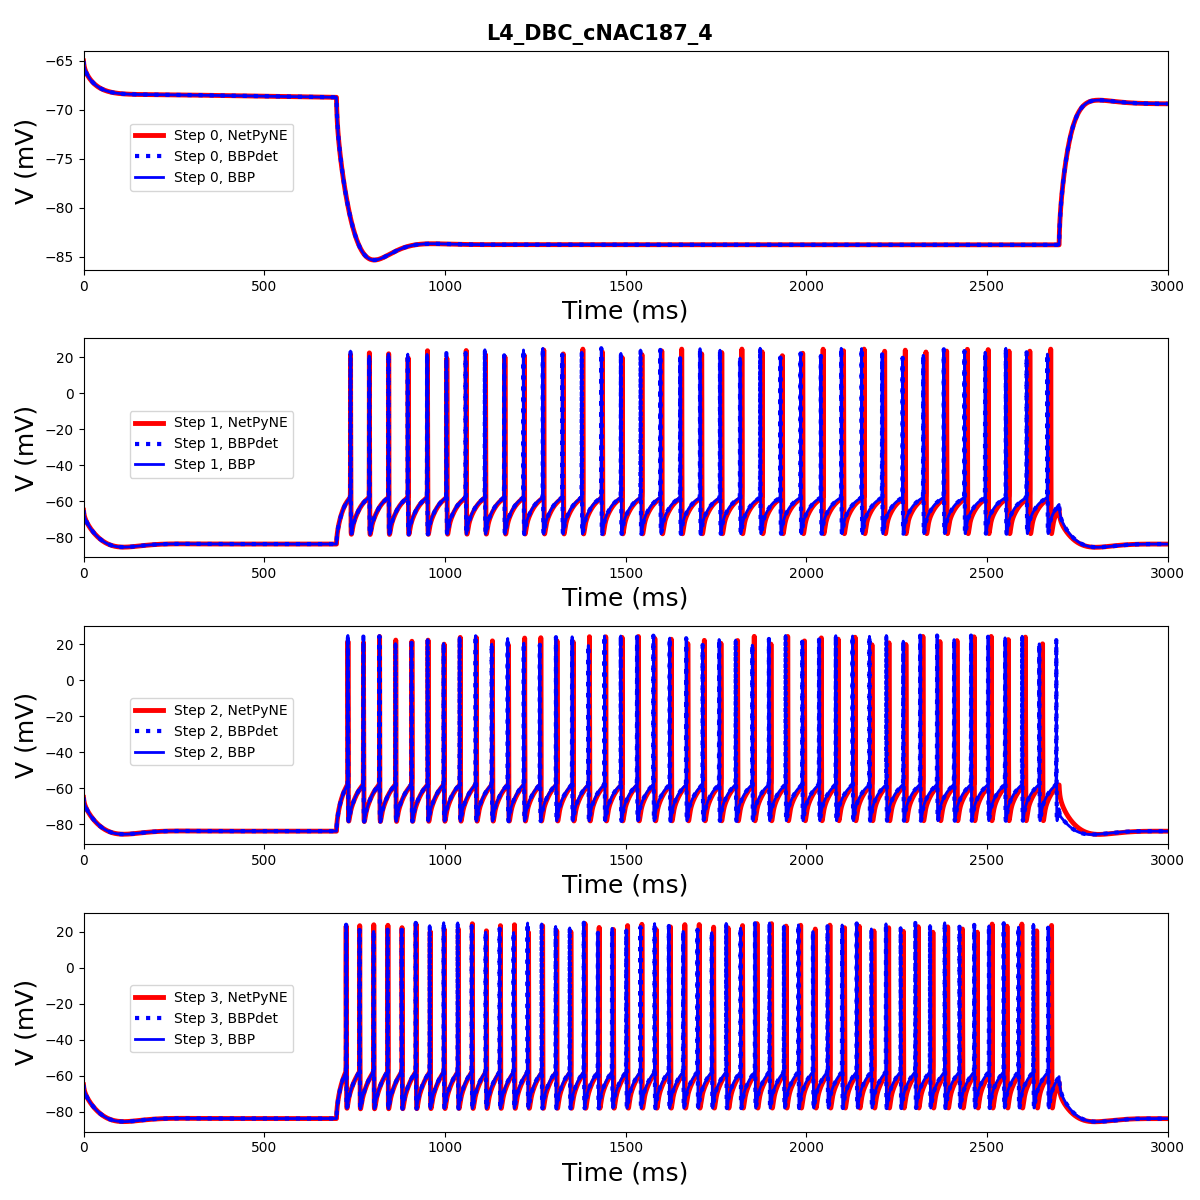 L4_DBC_cNAC187_4
−65
−70
−75
−80
−85
V (mV)
Step 0, NetPyNE
Step 0, BBPdet
Step 0, BBP
0 500 1000 1500 2000 2500 3000
Time (ms)
20
0
−20
−40
−60
−80
V (mV)
Step 1, NetPyNE
Step 1, BBPdet
Step 1, BBP
0 500 1000 1500 2000 2500 3000
Time (ms)
20
0
−20
−40
−60
−80
V (mV)
Step 2, NetPyNE
Step 2, BBPdet
Step 2, BBP
0 500 1000 1500 2000 2500 3000
Time (ms)
20
0
−20
−40
−60
−80
V (mV)
Step 3, NetPyNE
Step 3, BBPdet
Step 3, BBP
0 500 1000 1500 2000 2500 3000
Time (ms)